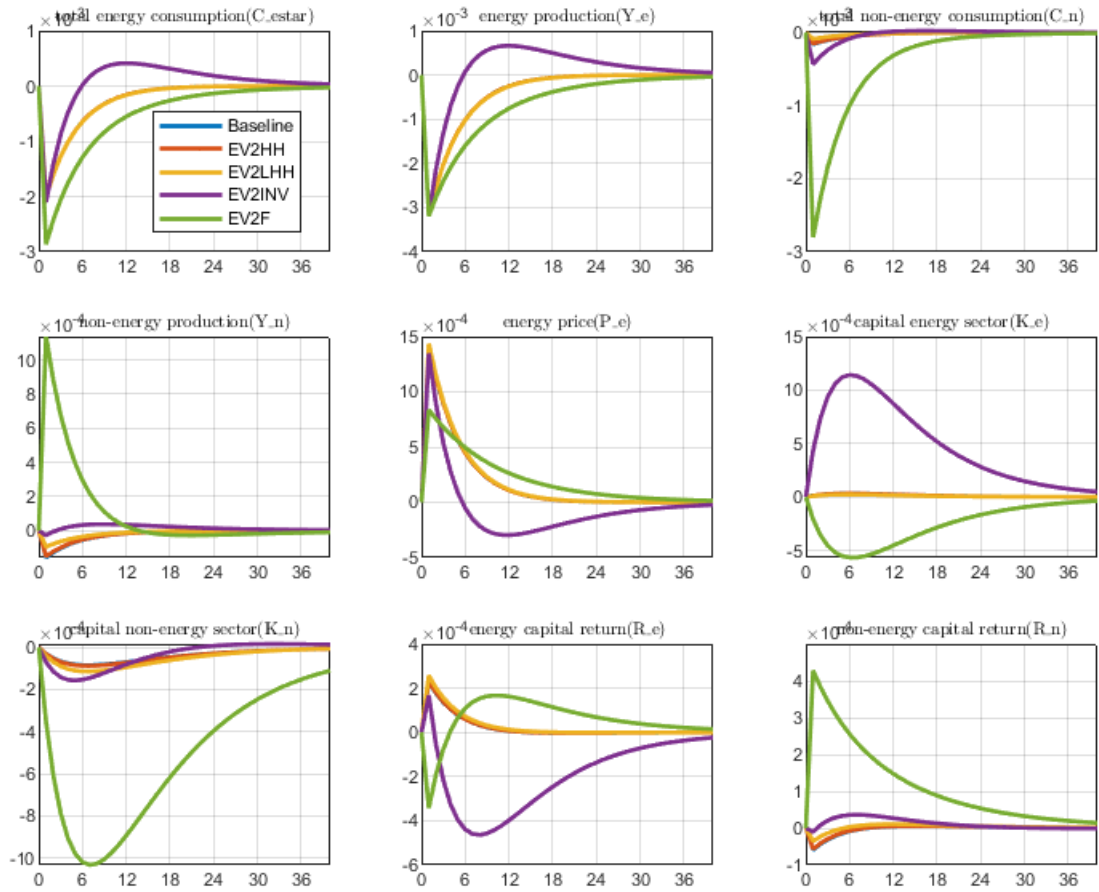 ×10-3 total energy consumption(C_estar)
×10-3 energy production(Y_e)
×10-3 total non-energy consumption(C_n)
1
0
-1
-2
-3
0 6 12 18 24 30 36
Baseline
EV2HH
EV2LHH
EV2INV
EV2F
1
0
-1
-2
-3
-4
0 6 12 18 24 30 36
0
-1
-2
-3
0 6 12 18 24 30 36
×10-4 non-energy production(Y_n)
×10-4 energy price(P_e)
×10-4 capital energy sector(K_e)
10
8
6
4
2
0
0 6 12 18 24 30 36
15
10
5
0
-5
0 6 12 18 24 30 36
15
10
5
0
-5
0 6 12 18 24 30 36
×10-4 capital non-energy sector(K_n)
×10-4 energy capital return(R_e)
non-energy capital return(R_n)
0
-2
-4
-6
-8
-10
0 6 12 18 24 30 36
4
2
0
-2
-4
-6
0 6 12 18 24 30 36
4
3
2
1
0
-1
0 6 12 18 24 30 36